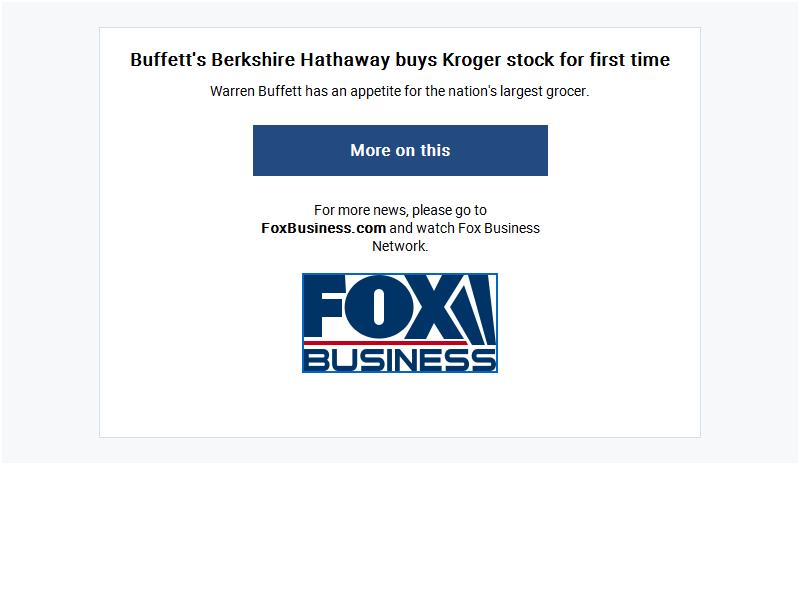 Buffett's Berkshire Hathaway buys Kroger stock for first time
Warren Buffett has an appetite for the nation's largest grocer.
More on this
For more news, please go to
FoxBusiness.com and watch Fox Business
Network.
FOX
BUSINESS